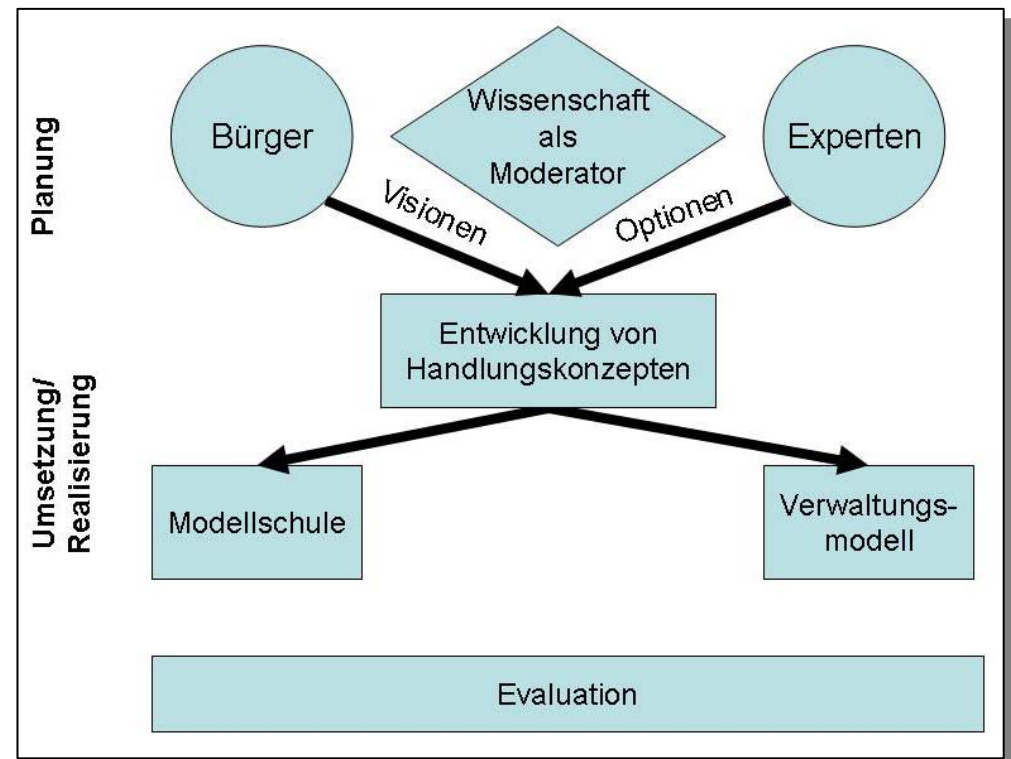 Planung
Bürger
Wissenschaft
als
Moderator
Experten
Visionen
Optionen
Entwicklung von
Handlungskonzepten
Umsetzung/
Realisierung
Modellschule
Verwaltungs-
modell
Evaluation